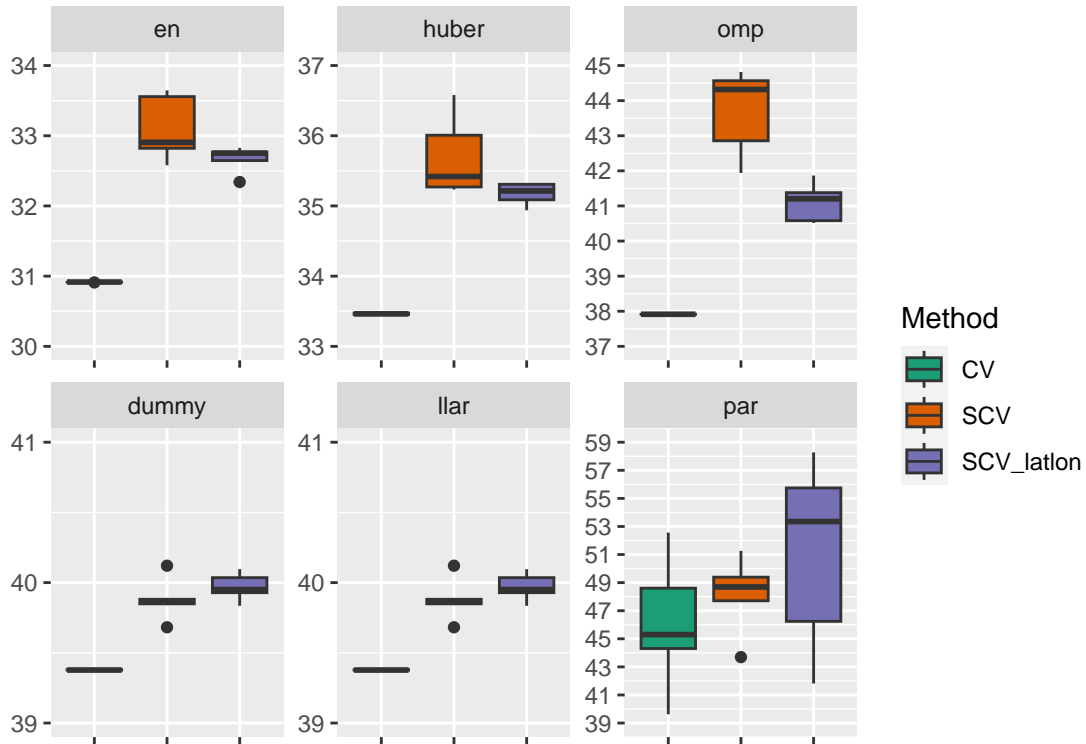 en huber omp
34 37 45
44
33 36 43
42
32 35 41
40
31 34 39
38
30 33 37
dummy llar par
41 41 59
57
55
53
51
40 40 49
47
45
43
41
39 39 39
Method
CV
SCV
SCV_latlon